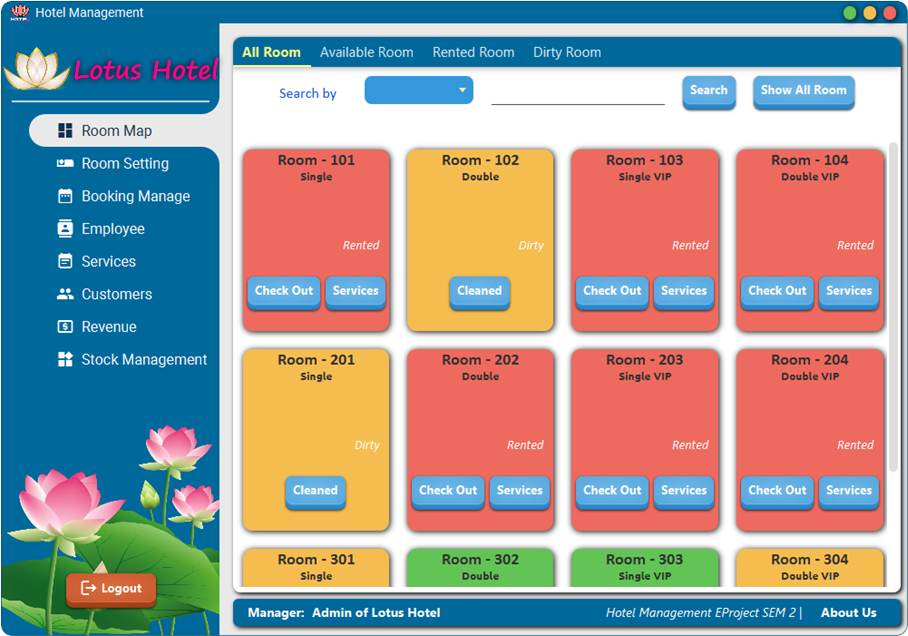 Hotel Management
Lotus Hotel
Room Map
Room Setting
Booking Manage
Employee
Services
Customers
Revenue
Stock Management
Logout
All Room Available Room Rented Room Dirty Room
Search by Search Show All Room
Room - 101 Room - 102 Room - 103 Room - 104
Single Double Single VIP Double VIP
Rented Dirty Rented Rented
Check Out Services Cleaned Check Out Services Check Out Services
Room - 201 Room - 202 Room - 203 Room - 204
Single Double Single VIP Double VIP
Dirty Rented Rented Rented
Cleaned Check Out Services Check Out Services Check Out Services
Room - 301 Room - 302 Room - 303 Room - 304
Single Double Single VIP Double VIP
Manager: Admin of Lotus Hotel Hotel Management EProject SEM 2 | About Us